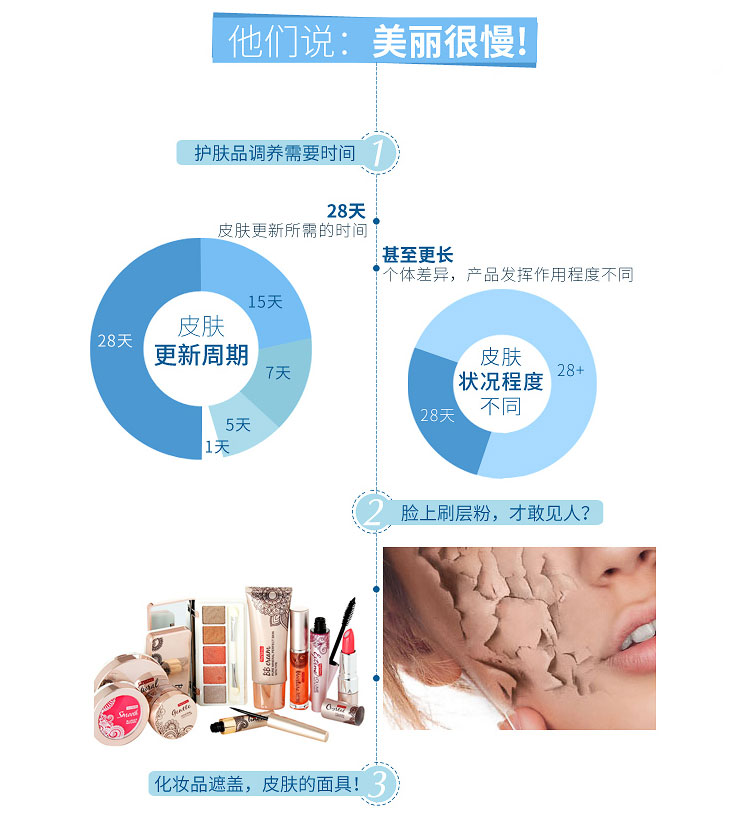 他们说：美丽很慢!
护肤品调养需要时间
1
28天
皮肤更新所需的时间
甚至更长
个体差异，产品发挥作用程度不同
15天
28天
7天
5天
1天
皮肤
更新周期
28+
28天
皮肤
状况程度
不同
2
脸上刷层粉，才敢见人?
BB
Smooth
化妆品遮盖，皮肤的面具!
3